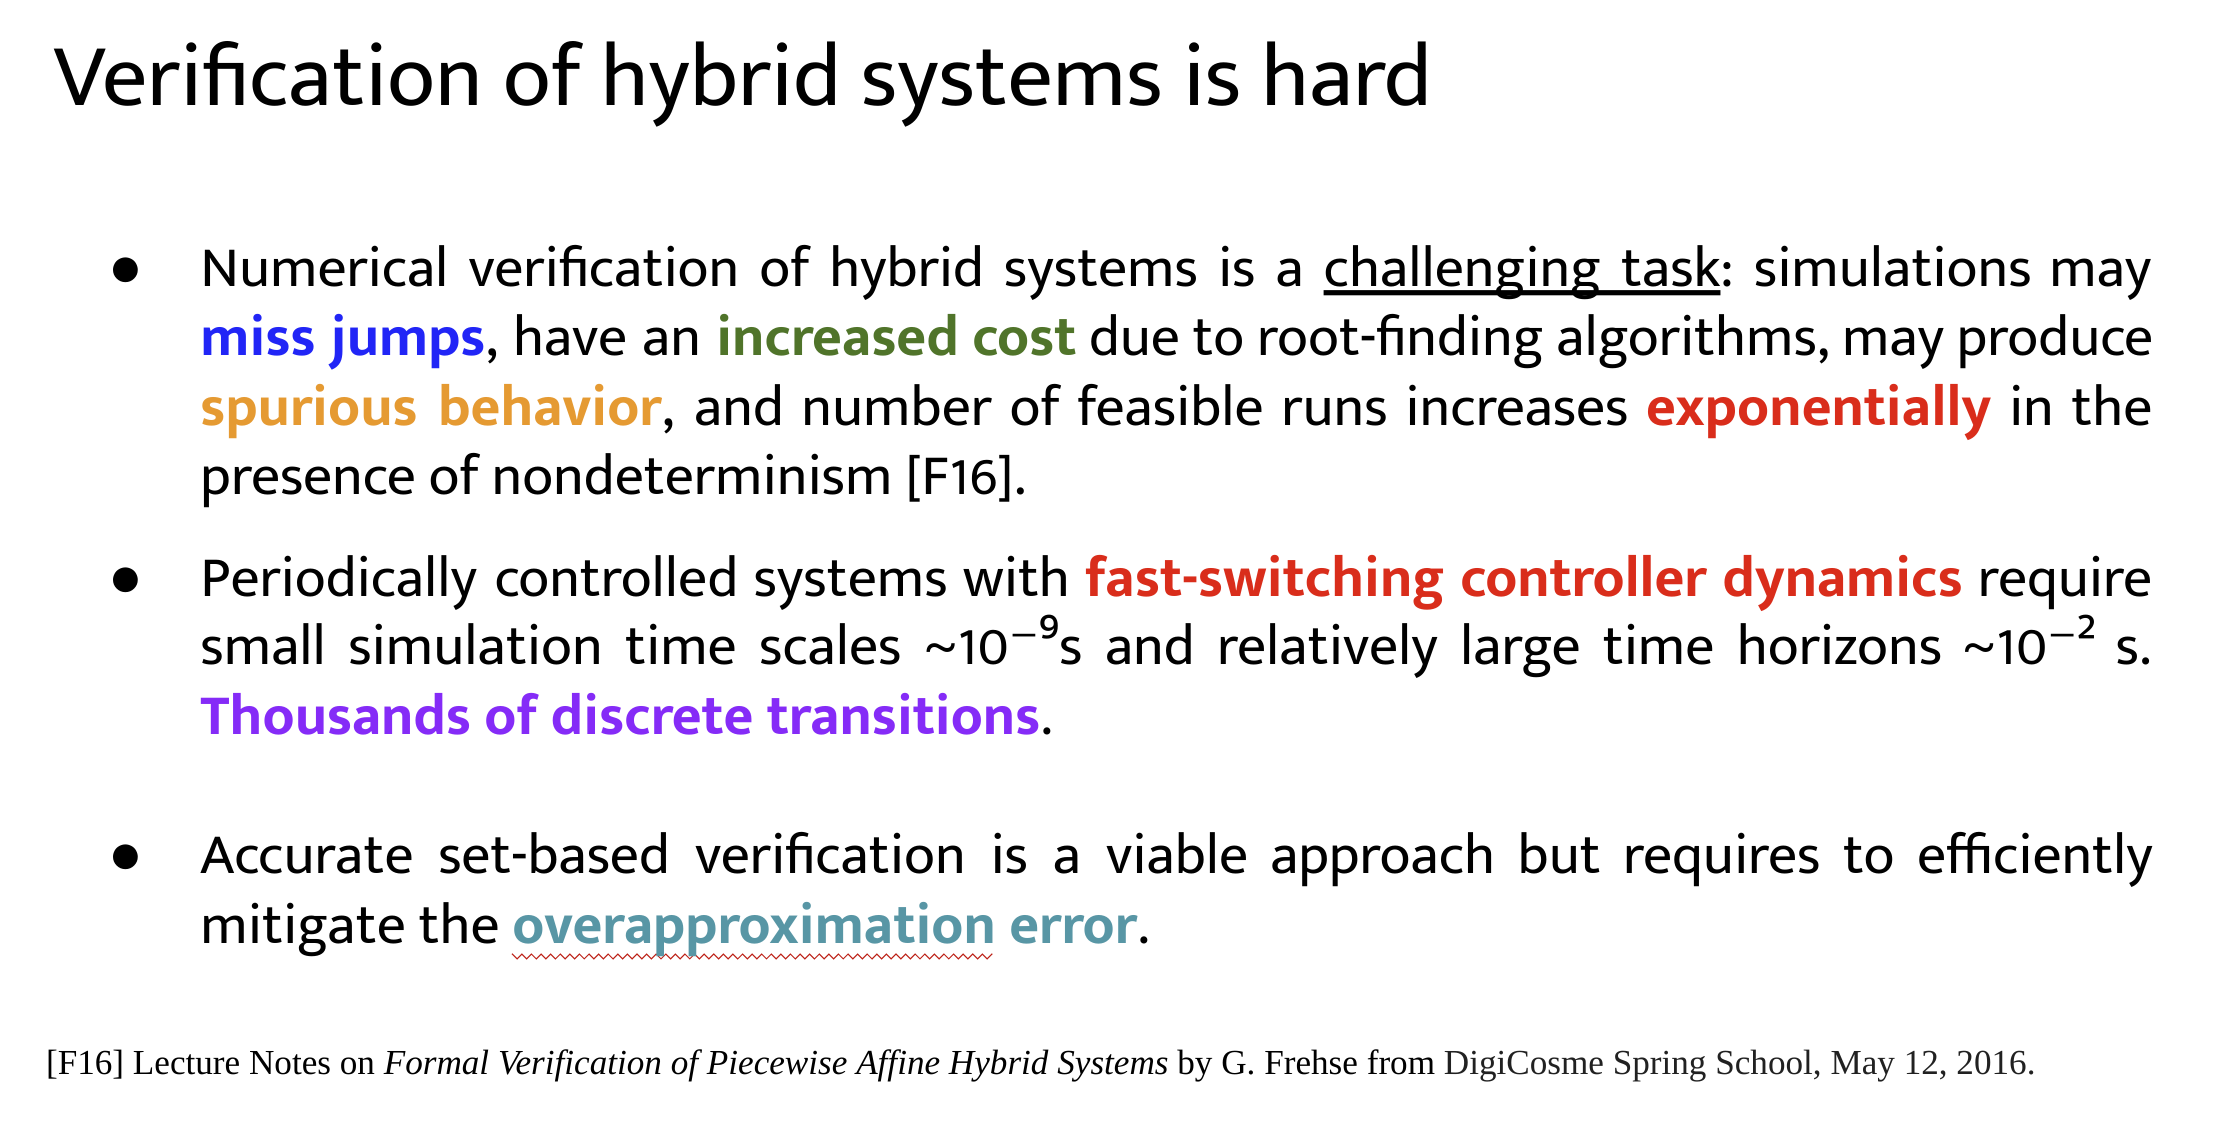 Verification of hybrid systems is hard
● Numerical verification of hybrid systems is a challenging task: simulations may
miss jumps, have an increased cost due to root-finding algorithms, may produce
spurious behavior, and number of feasible runs increases exponentially in the
presence of nondeterminism [F16].
● Periodically controlled systems with fast-switching controller dynamics require
small simulation time scales ~10⁻⁹s and relatively large time horizons ~10⁻² s.
Thousands of discrete transitions.
● Accurate set-based verification is a viable approach but requires to efficiently
mitigate the overapproximation error.
[F16] Lecture Notes on Formal Verification of Piecewise Affine Hybrid Systems by G. Frehse from DigiCosme Spring School, May 12, 2016.